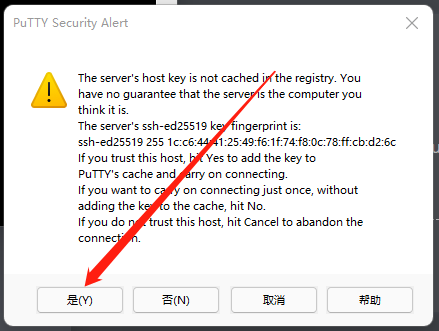 PuTTY Security Alert
The server's host key is not cached in the registry. You
have no guarantee that the server is the computer you
think it is.
The server's ssh-ed25519 key fingerprint is:
ssh-ed25519 255 1c:c6:44:41:25:49:f6:1f:74:f8:0c:78:ff:cb:d2:6c
If you trust this host, hit Yes to add the key to
PuTTY's cache and carry on connecting.
If you want to carry on connecting just once, without
adding the key to the cache, hit No.
If you do not trust this host, hit Cancel to abandon the
connection.
是(Y) 否(N) 取消 帮助